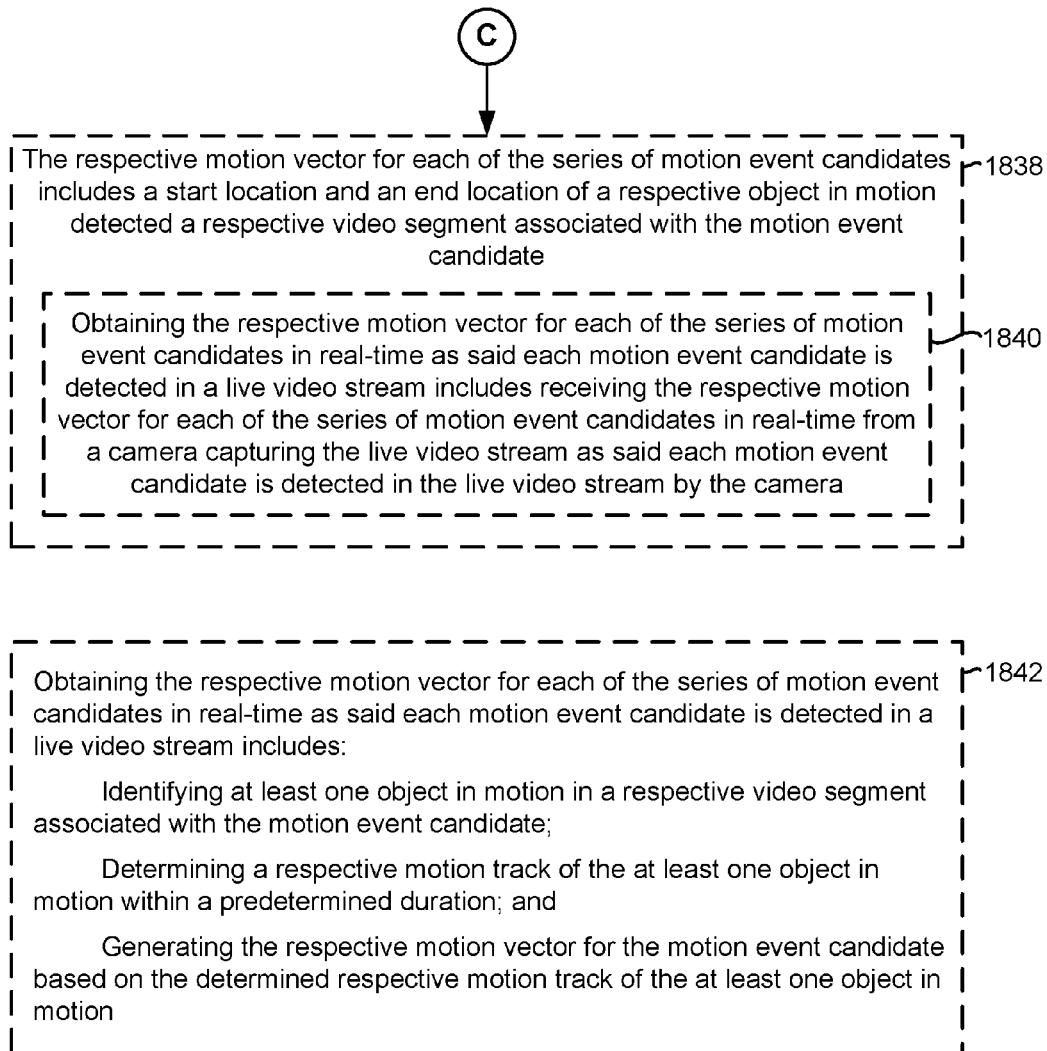 C
The respective motion vector for each of the series of motion event candidates
includes a start location and an end location of a respective object in motion
detected a respective video segment associated with the motion event
candidate
1838
Obtaining the respective motion vector for each of the series of motion
event candidates in real-time as said each motion event candidate is
detected in a live video stream includes receiving the respective motion
vector for each of the series of motion event candidates in real-time from
a camera capturing the live video stream as said each motion event
candidate is detected in the live video stream by the camera
1840
Obtaining the respective motion vector for each of the series of motion event
candidates in real-time as said each motion event candidate is detected in a
live video stream includes:
Identifying at least one object in motion in a respective video segment
associated with the motion event candidate;
Determining a respective motion track of the at least one object in
motion within a predetermined duration; and
Generating the respective motion vector for the motion event candidate
based on the determined respective motion track of the at least one object in
motion
1842